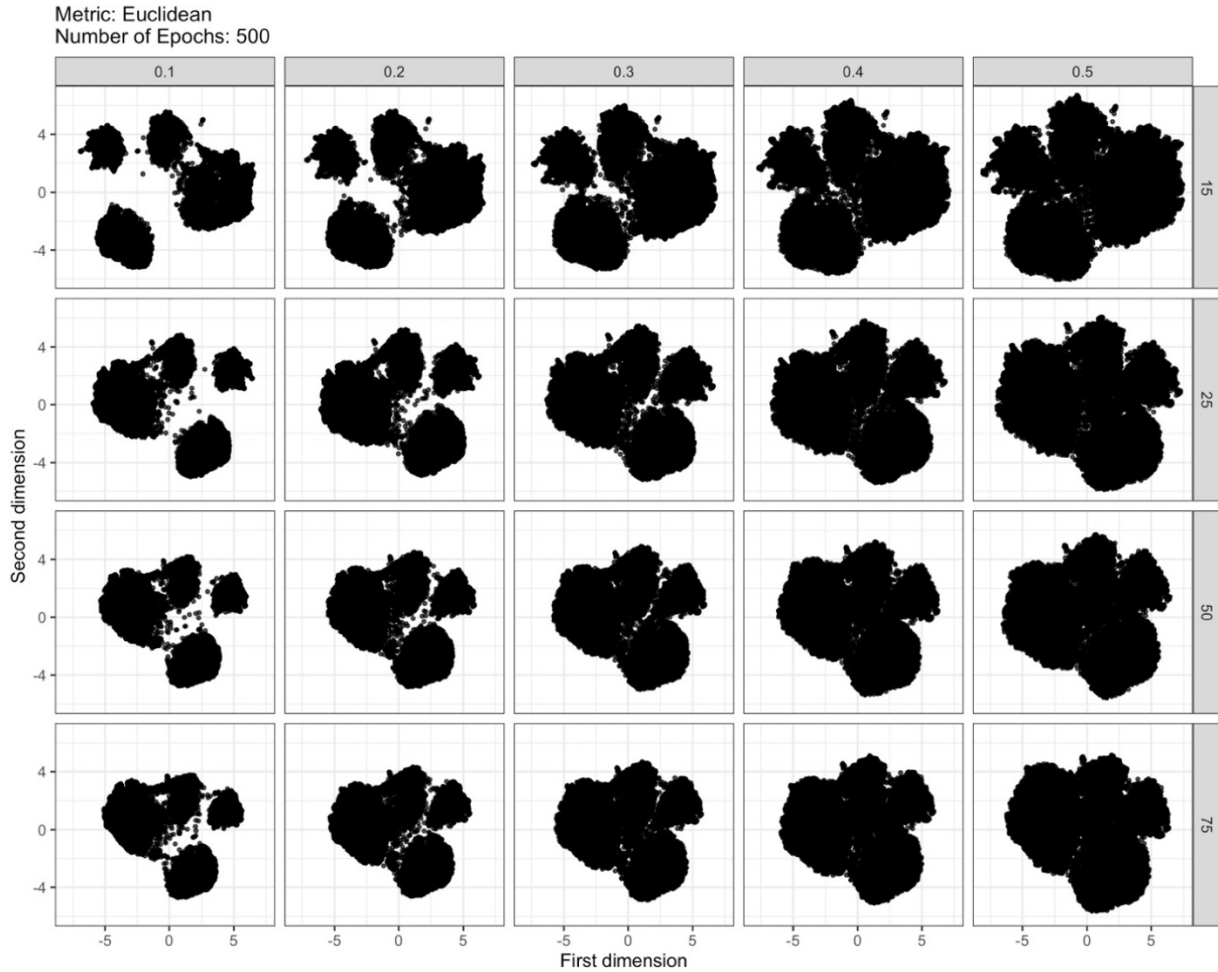 Metric: Euclidean
Number of Epochs: 500
0.1 0.2 0.3 0.4 0.5
4
0
-4
15
4
0
-4
25
Second dimension
4
0
-4
50
4
0
-4
75
-5 0 5 -5 0 5 -5 0 5 -5 0 5 -5 0 5
First dimension